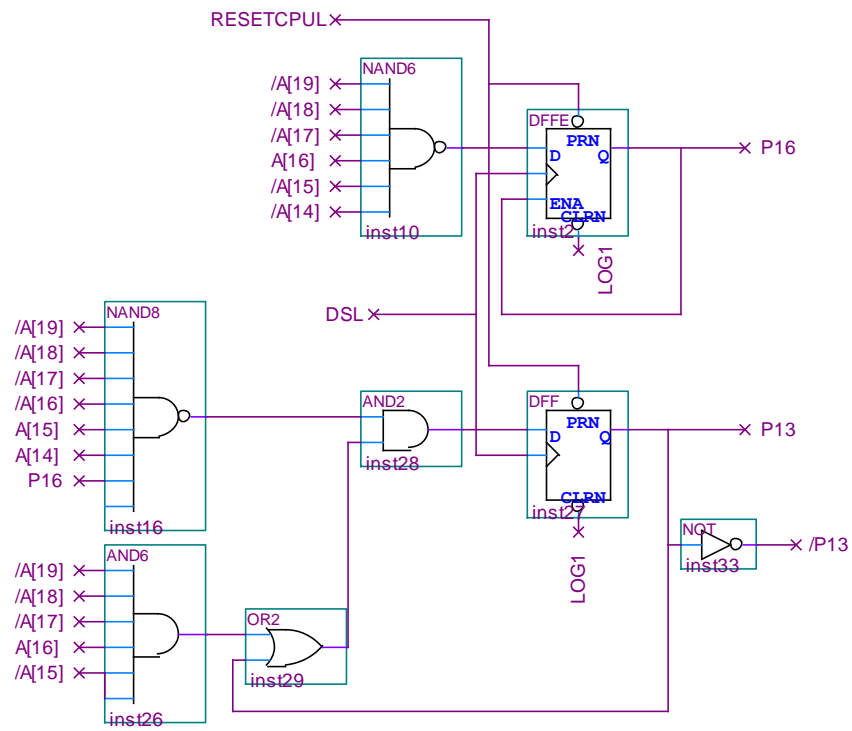 RESETCPUL
NAND6
/A[19]
/A[18]
/A[17]
A[16]
/A[15]
/A[14]
inst10
DFFE
PRN
D
Q
ENA
CLRN
inst2
P16
LOG1
DSL
NAND8
/A[19]
/A[18]
/A[17]
/A[16]
A[15]
A[14]
P16
inst16
AND2
inst28
DFF
PRN
D
Q
CLRN
inst27
P13
LOG1
NOT
inst33
/P13
AND6
/A[19]
/A[18]
/A[17]
A[16]
/A[15]
inst26
OR2
inst29